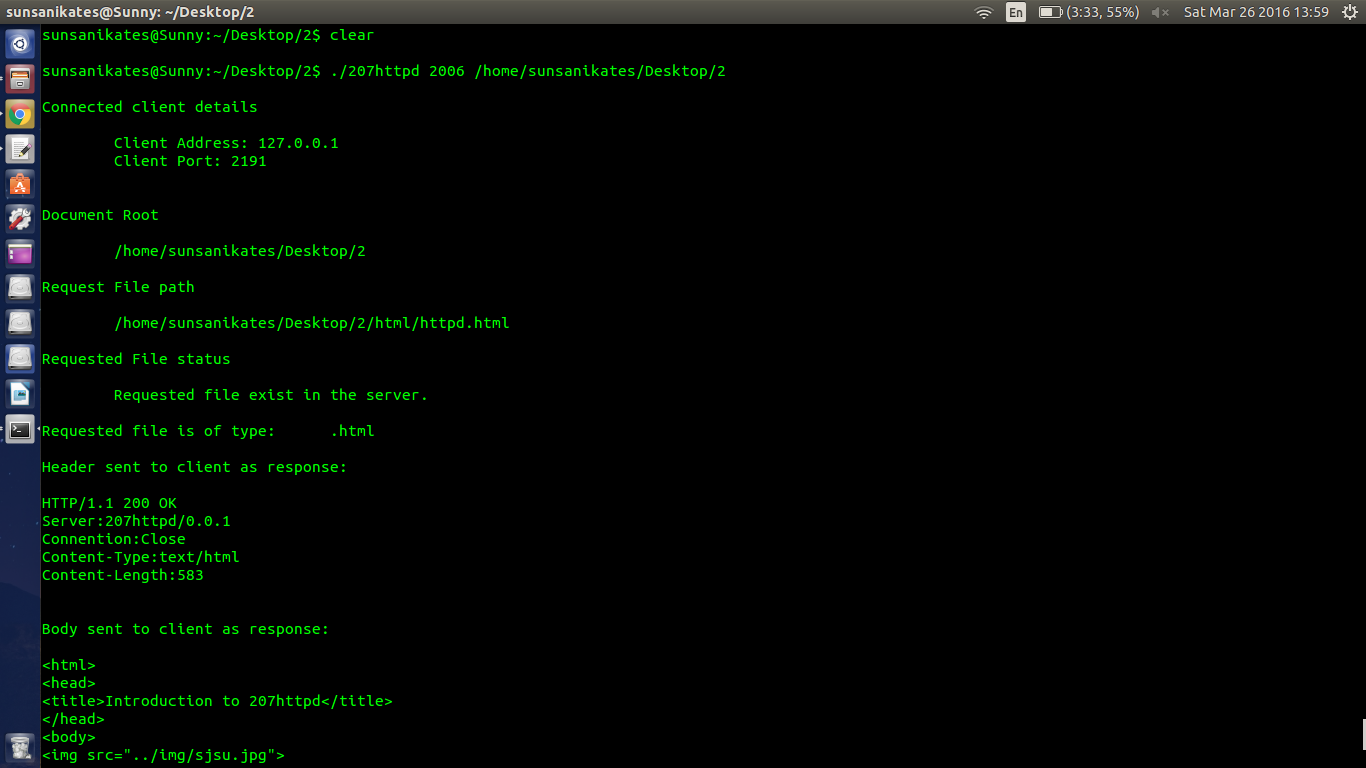 sunsanikates@Sunny: ~/Desktop/2
En
(3:33, 55%)
Sat Mar 26 2016 13:59
sunsanikates@Sunny:~/Desktop/2$ clear
sunsanikates@Sunny:~/Desktop/2$ ./207httpd 2006 /home/sunsanikates/Desktop/2
Connected client details
Client Address: 127.0.0.1
Client Port: 2191
Document Root
/home/sunsanikates/Desktop/2
Request File path
/home/sunsanikates/Desktop/2/html/httpd.html
Requested File status
Requested file exist in the server.
Requested file is of type: .html
Header sent to client as response:
HTTP/1.1 200 OK
Server:207httpd/0.0.1
Connention:Close
Content-Type:text/html
Content-Length:583
Body sent to client as response:
<html>
<head>
<title>Introduction to 207httpd</title>
</head>
<body>
<img src="../img/sjsu.jpg">